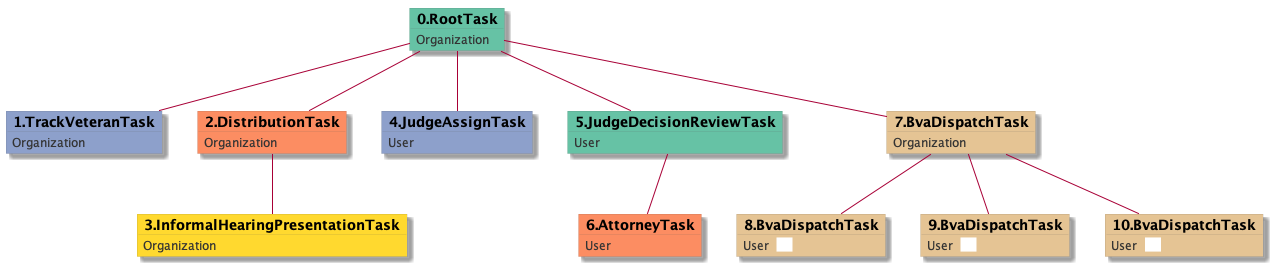 0.RootTask
Organization
1.TrackVeteranTask
Organization
2.DistributionTask
Organization
4.JudgeAssignTask
User
5.JudgeDecisionReviewTask
User
7.BvaDispatchTask
Organization
3.InformalHearingPresentationTask
Organization
6.AttorneyTask
User
8.BvaDispatchTask
User
9.BvaDispatchTask
User
10.BvaDispatchTask
User